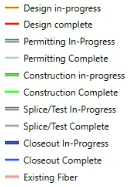 Design in-progress
Design complete
Permitting In-Progress
Permitting Complete
Construction in-progress
Construction Complete
Splice/Test In-Progress
Splice/Test Complete
Closeout In-Progress
Closeout Complete
Existing Fiber